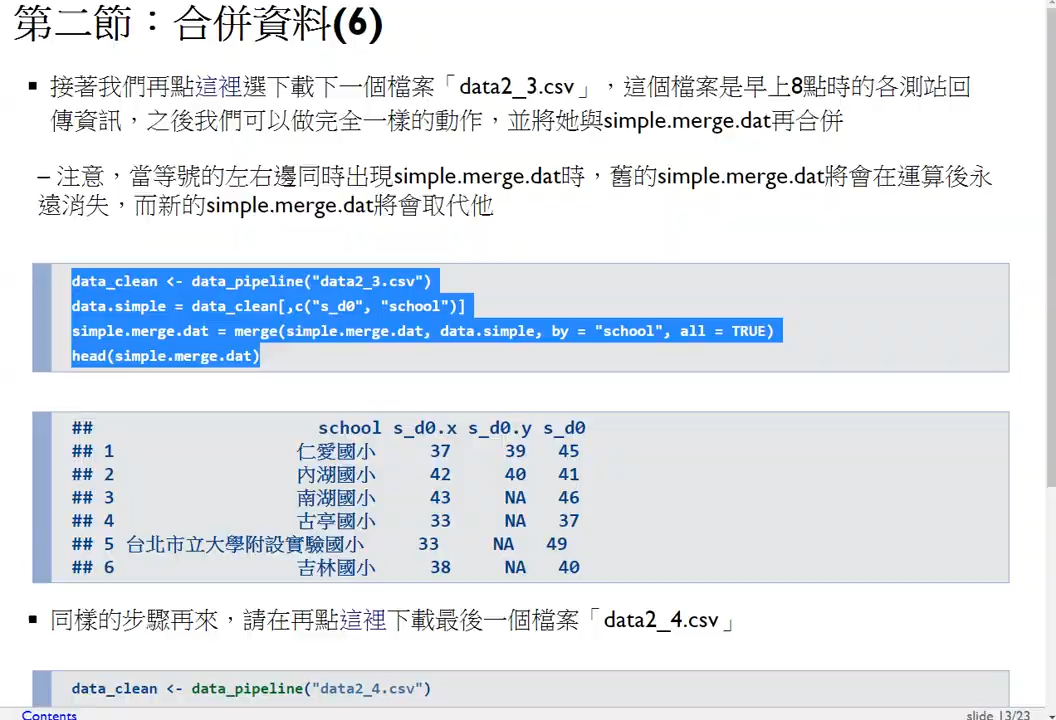 第二節：合併資料(6)
▪ 接著我們再點這裡選下載下一個檔案「data2_3.csv」，這個檔案是早上8點時的各測站回
傳資訊，之後我們可以做完全一樣的動作，並將她與simple.merge.dat再合併
– 注意，當等號的左右邊同時出現simple.merge.dat時，舊的simple.merge.dat將會在運算後永
遠消失，而新的simple.merge.dat將會取代他
data_clean <- data_pipeline("data2_3.csv")
data.simple = data_clean[,c("s_d0", "school")]
simple.merge.dat = merge(simple.merge.dat, data.simple, by = "school", all = TRUE)
head(simple.merge.dat)
## school s_d0.x s_d0.y s_d0
## 1 仁愛國小 37 39 45
## 2 內湖國小 42 40 41
## 3 南湖國小 43 NA 46
## 4 古亭國小 33 NA 37
## 5 台北市立大學附設實驗國小 33 NA 49
## 6 吉林國小 38 NA 40
▪ 同樣的步驟再來，請在再點這裡下載最後一個檔案「data2_4.csv」
data_clean <- data_pipeline("data2_4.csv")
Contents
slide 13/23